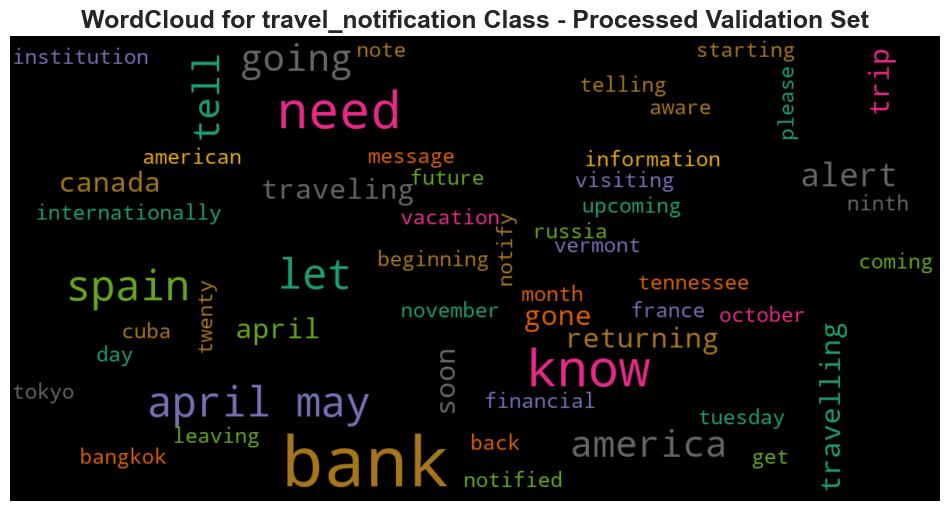 WordCloud for travel_notification Class - Processed Validation Set
institution
tell
going
note
starting
trip
telling
please
need
aware
american
message
information
canada
traveling
future
visiting
alert
internationally
vacation
upcoming
ninth
notify
russia
vermont
beginning
coming
spain
let
tennessee
twenty
month
november
gone
france
october
cuba
april
returning
travelling
day
soon
know
tokyo
april may
financial
tuesday
leaving
bank
back
america
bangkok
get
notified